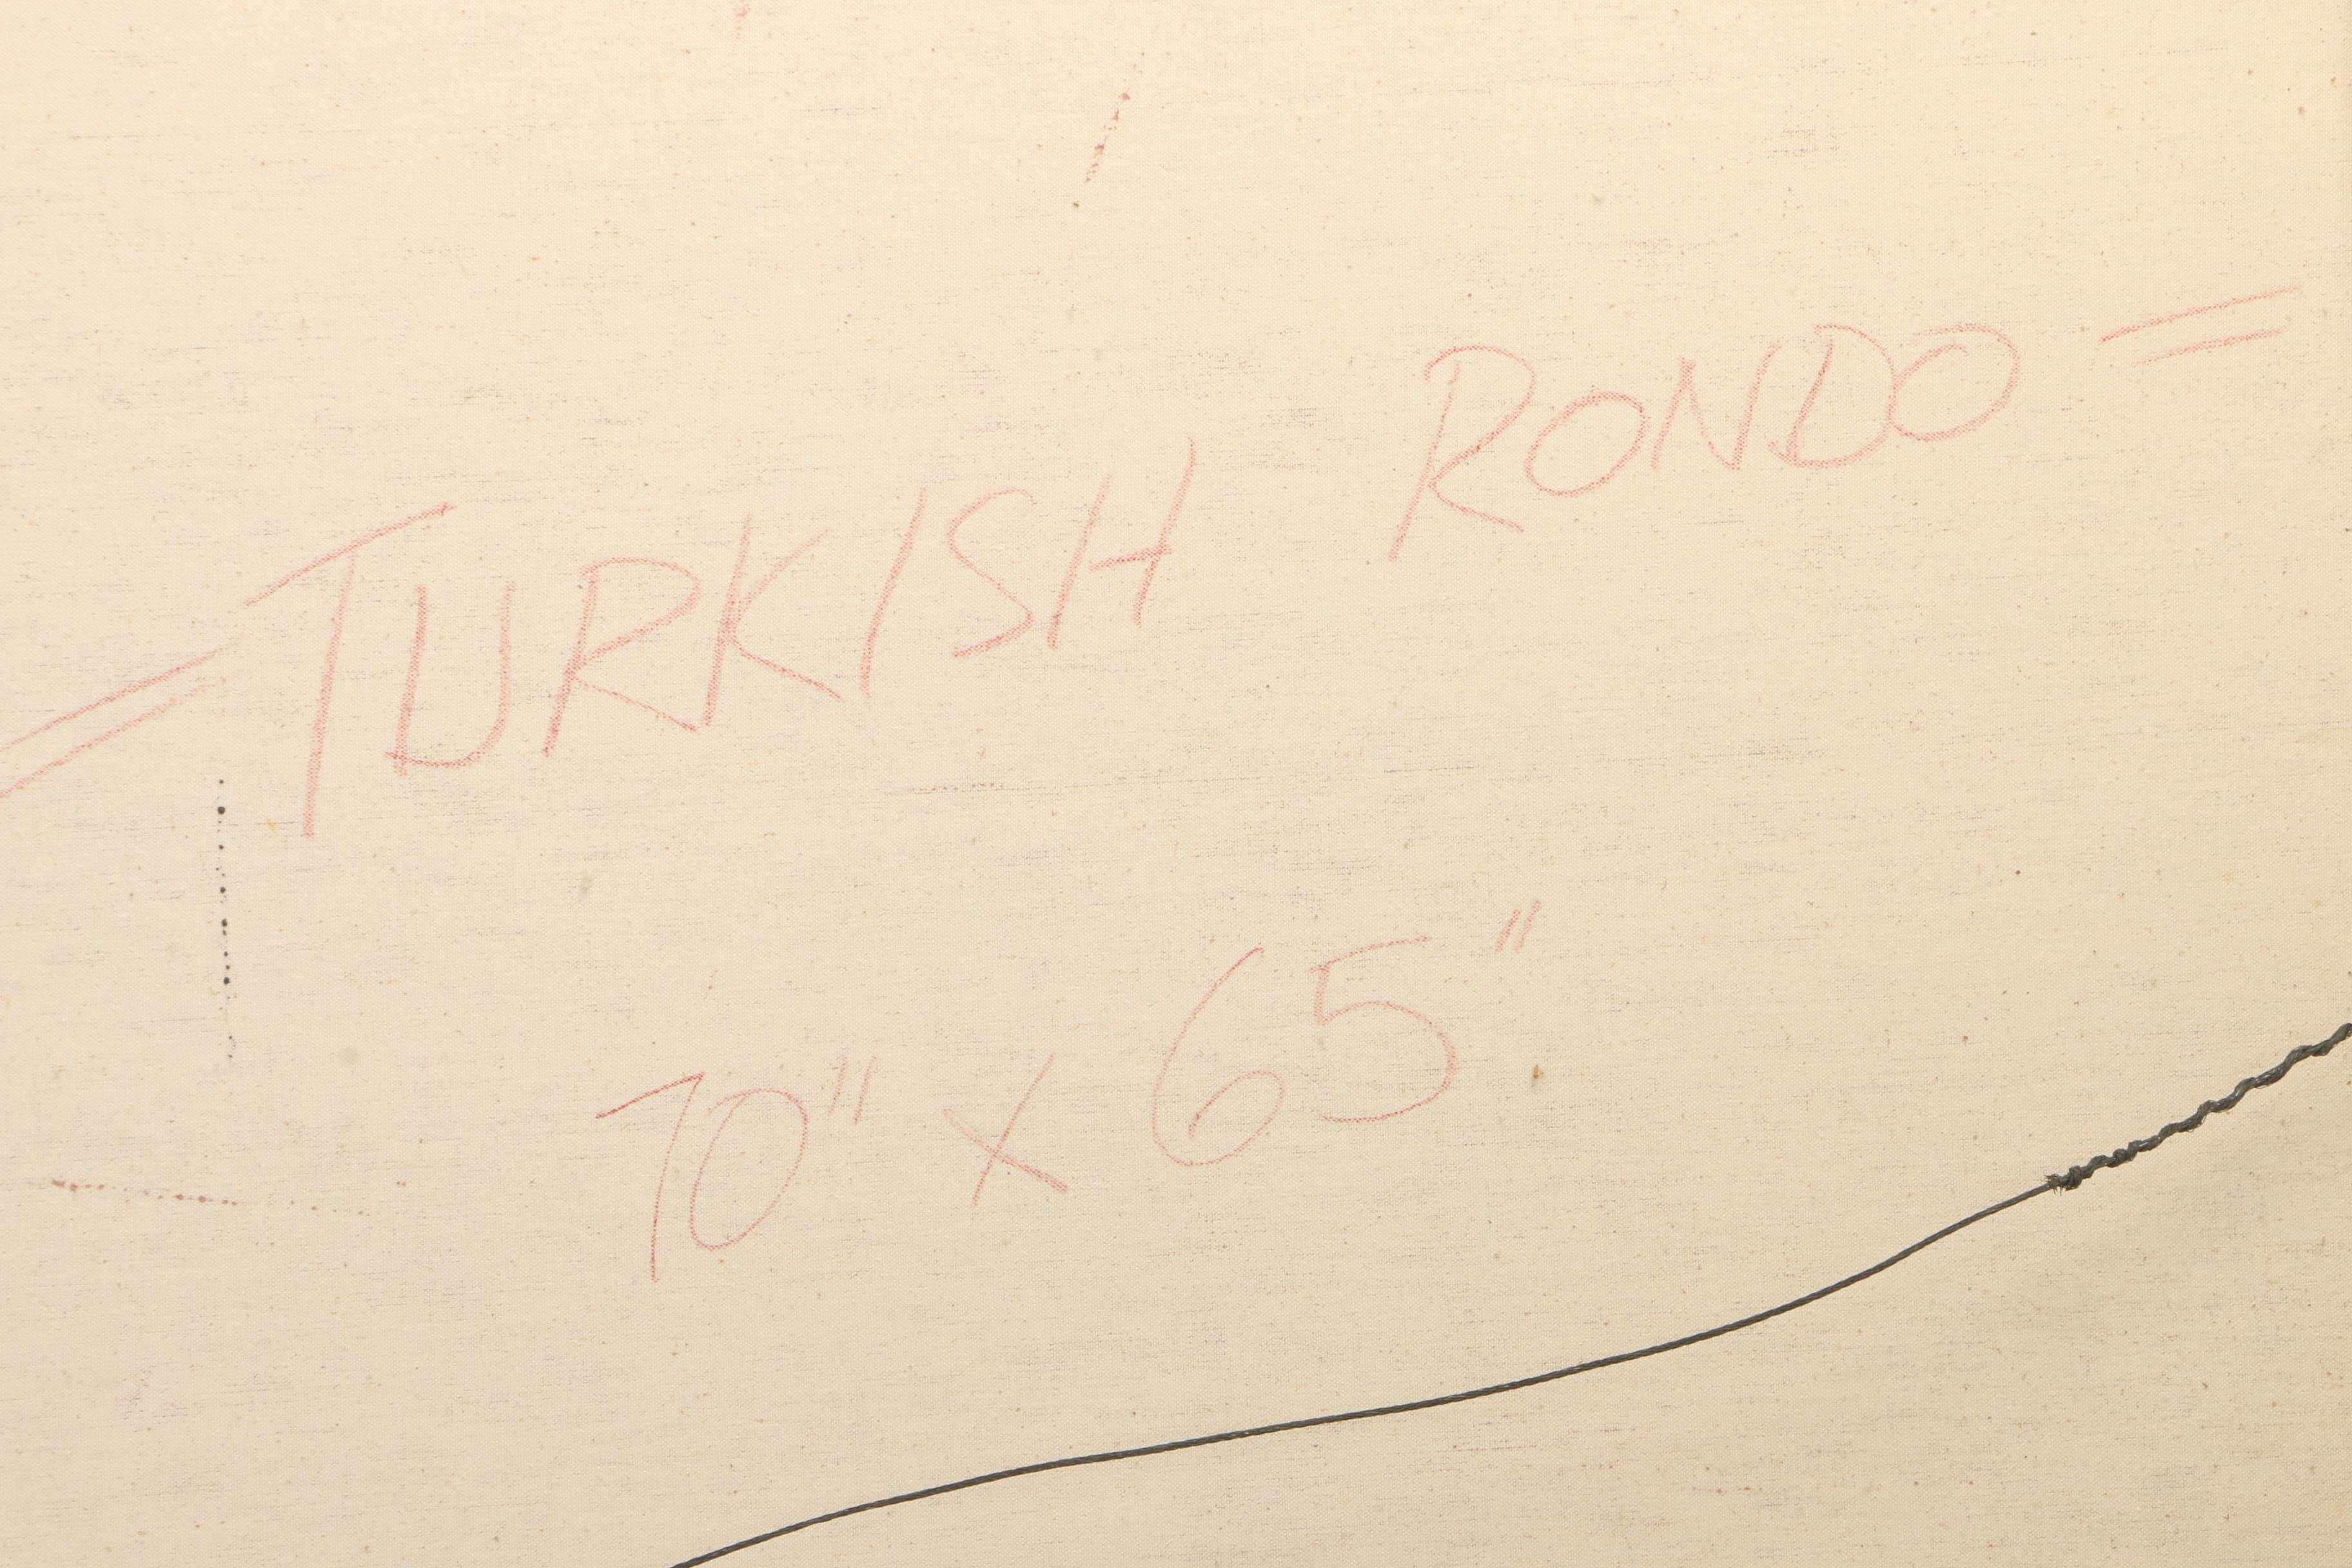 =TURKISH RONDO=
70" x 65"